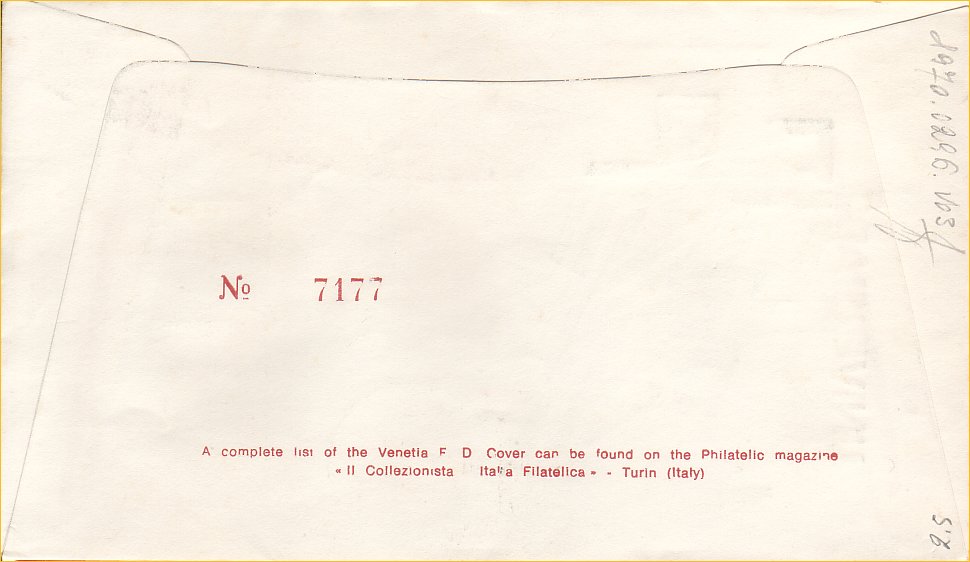 No 7177
A complete list of the Venetia F D Cover can be found on the Philatelic magazine
« Il Collezionista Italia Filatelica » - Turin (Italy)